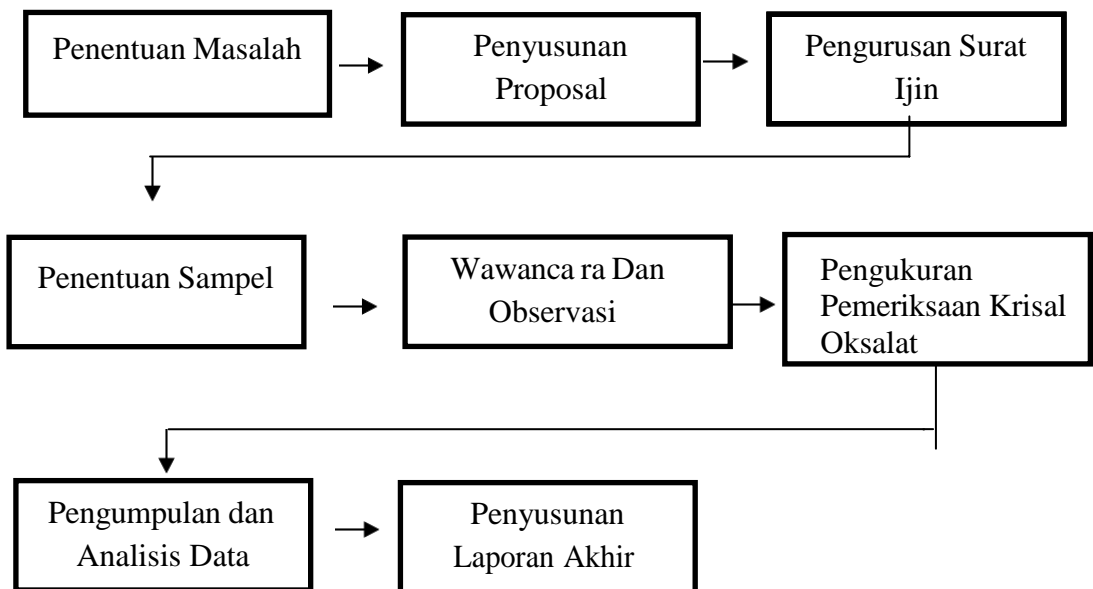 Penentuan Masalah
Penyusunan
Proposal
Pengurusan Surat
Ijin
Penentuan Sampel
Wawanca ra Dan
Observasi
Pengukuran
Pemeriksaan Krisal
Oksalat
Pengumpulan dan
Analisis Data
Penyusunan
Laporan Akhir